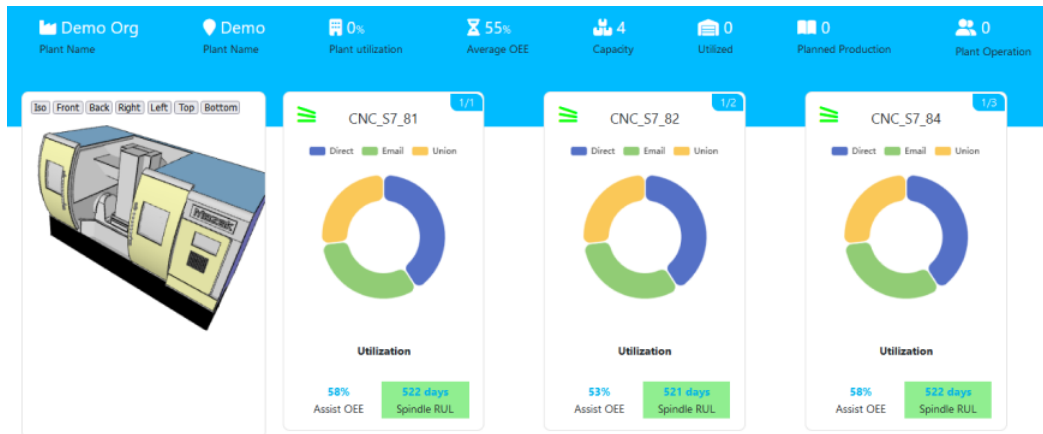 Demo Org
Plant Name
Demo
Plant Name
0%
Plant utilization
55%
Average OEE
4
Capacity
0
Utilized
0
Planned Production
0
Plant Operation
Iso Front Back Right Left Top Bottom
Mazak
1/1
CNC_S7_81
Direct Email Union
Utilization
58%
Assist OEE
522 days
Spindle RUL
1/2
CNC_S7_82
Direct Email Union
Utilization
53%
Assist OEE
521 days
Spindle RUL
1/3
CNC_S7_84
Direct Email Union
Utilization
58%
Assist OEE
522 days
Spindle RUL